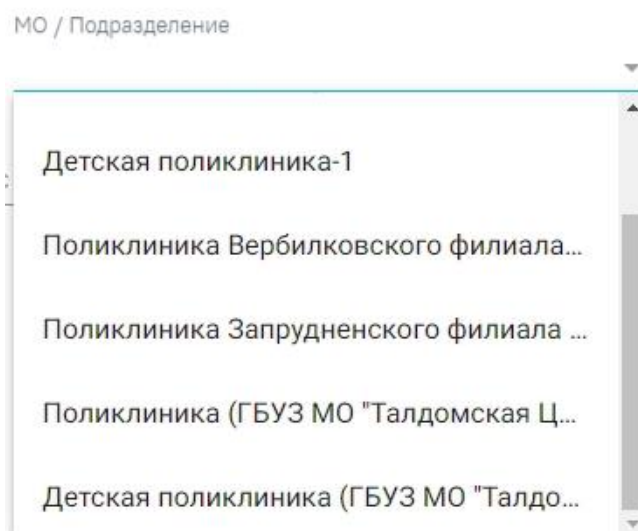 МО / Подразделение
Детская поликлиника-1
Поликлиника Вербилковского филиала...
Поликлиника Запрудненского филиала ...
Поликлиника (ГБУЗ МО "Талдомская Ц...
Детская поликлиника (ГБУЗ МО "Талдо...